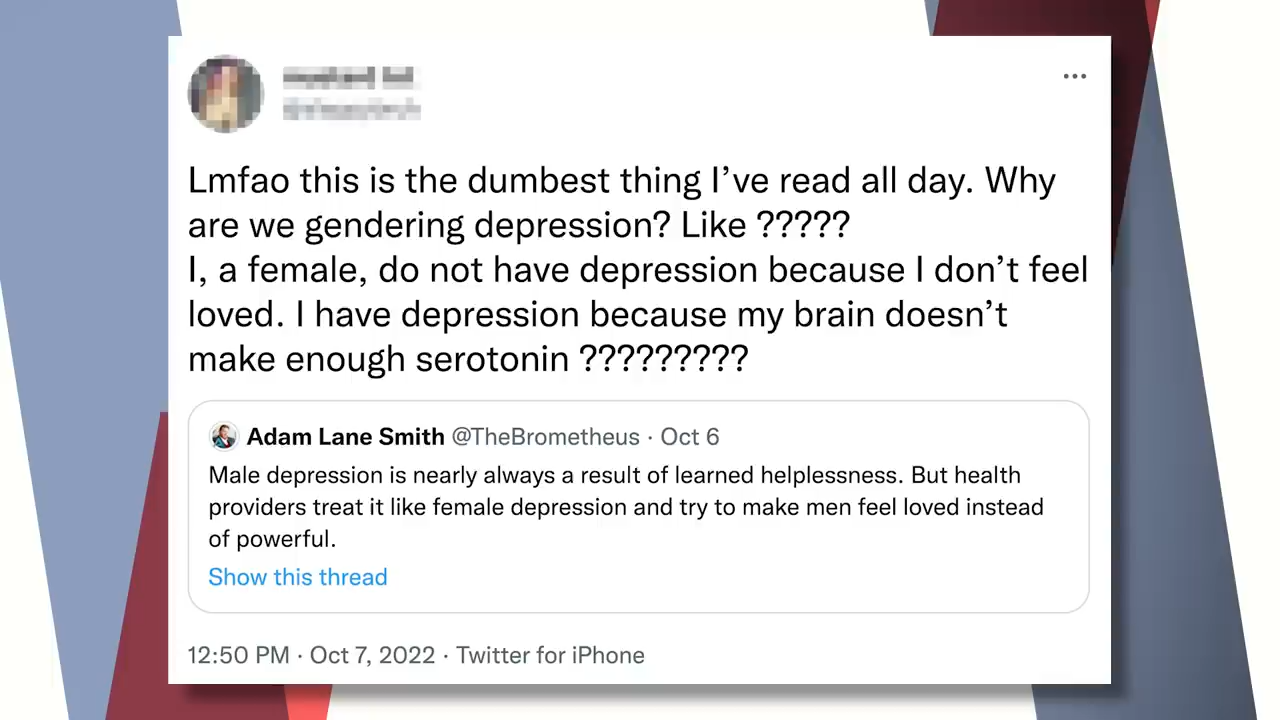 Lmfao this is the dumbest thing I’ve read all day. Why
are we gendering depression? Like ?????
I, a female, do not have depression because I don’t feel
loved. I have depression because my brain doesn’t
make enough serotonin ?????????
Adam Lane Smith @TheBrometheus · Oct 6
Male depression is nearly always a result of learned helplessness. But health
providers treat it like female depression and try to make men feel loved instead
of powerful.
Show this thread
12:50 PM · Oct 7, 2022 · Twitter for iPhone